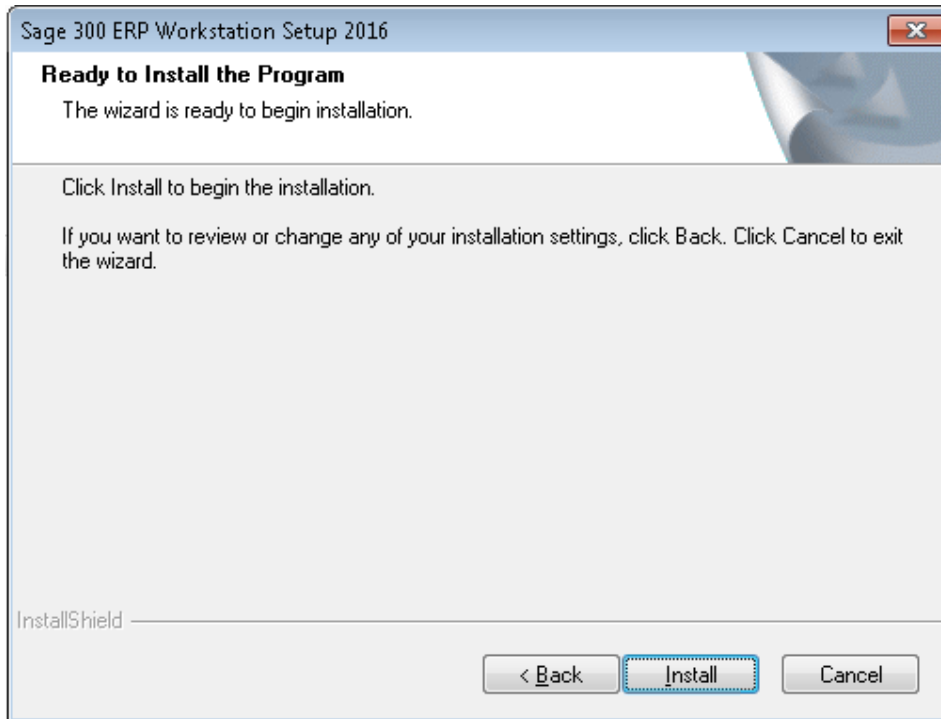 Sage 300 ERP Workstation Setup 2016
Ready to Install the Program
The wizard is ready to begin installation.
Click Install to begin the installation.
If you want to review or change any of your installation settings, click Back. Click Cancel to exit
the wizard.
InstallShield
< Back Install Cancel